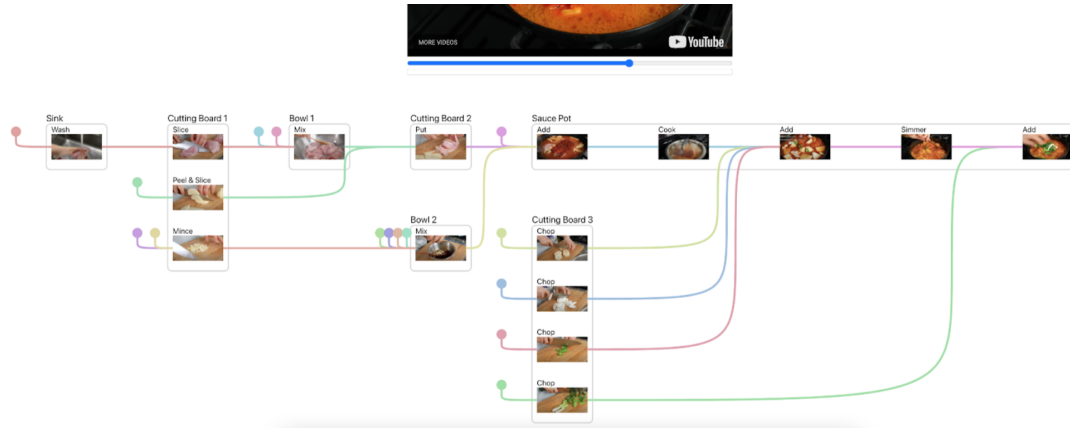 MORE VIDEOS
YouTube
Sink
Wash
Cutting Board 1
Slice
Peel & Slice
Mince
Bowl 1
Mix
Cutting Board 2
Put
Bowl 2
Mix
Sauce Pot
Add
Cook
Add
Simmer
Add
Cutting Board 3
Chop
Chop
Chop
Chop